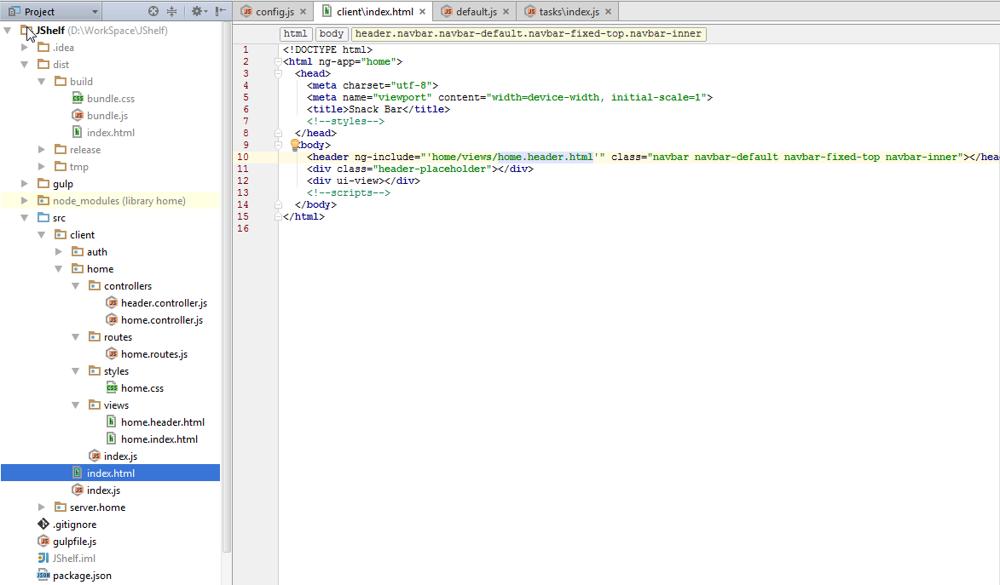 Project
config.js
client\index.html
default.js
tasks\index.js
JShelf (D:\WorkSpace\JShelf)
.idea
dist
build
bundle.css
bundle.js
index.html
release
tmp
gulp
node_modules (library home)
src
client
auth
home
controllers
header.controller.js
home.controller.js
routes
home.routes.js
styles
home.css
views
home.header.html
home.index.html
index.js
index.html
index.js
server.home
.gitignore
gulpfile.js
JShelf.iml
package.json
html body header.navbar.navbar-default.navbar-fixed-top.navbar-inner
1 <!DOCTYPE html>
2 <html ng-app="home">
3 <head>
4 <meta charset="utf-8">
5 <meta name="viewport" content="width=device-width, initial-scale=1">
6 <title>Snack Bar</title>
7 <!--styles-->
8 </head>
9 <body>
10 <header ng-include="'home/views/home.header.html'" class="navbar navbar-default navbar-fixed-top navbar-inner"></hea
11 <div class="header-placeholder"></div>
12 <div ui-view></div>
13 <!--scripts-->
14 </body>
15 </html>
16